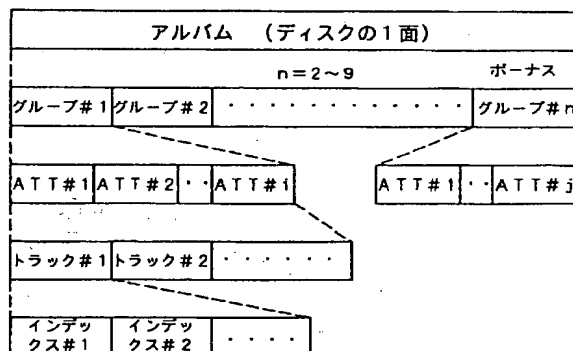 アルバム （ディスクの１面）
n=2～9 ボーナス
グループ#1 グループ#2 ・・・・・・・・・・・・ グループ#n
ATT#1 ATT#2 ・・ ATT#i ATT#1 ・・ ATT#j
トラック#1 トラック#2 ・・・・・・
インデッ インデッ
クス#1 クス#2 ・・・・